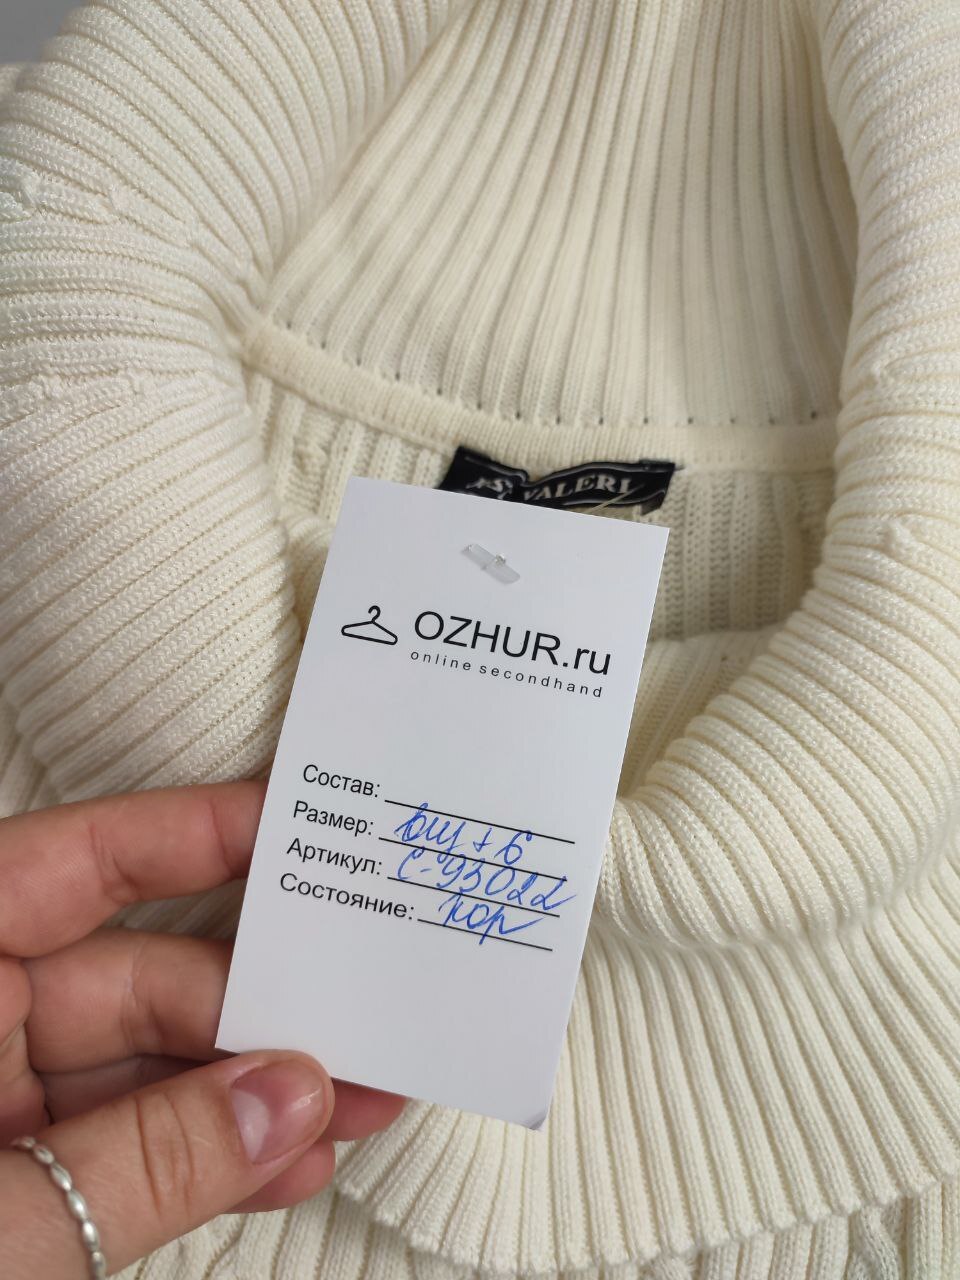 VALERI
OZHUR.ru
online secondhand
Состав:
Размер:
Артикул: С-93022
Состояние: хор